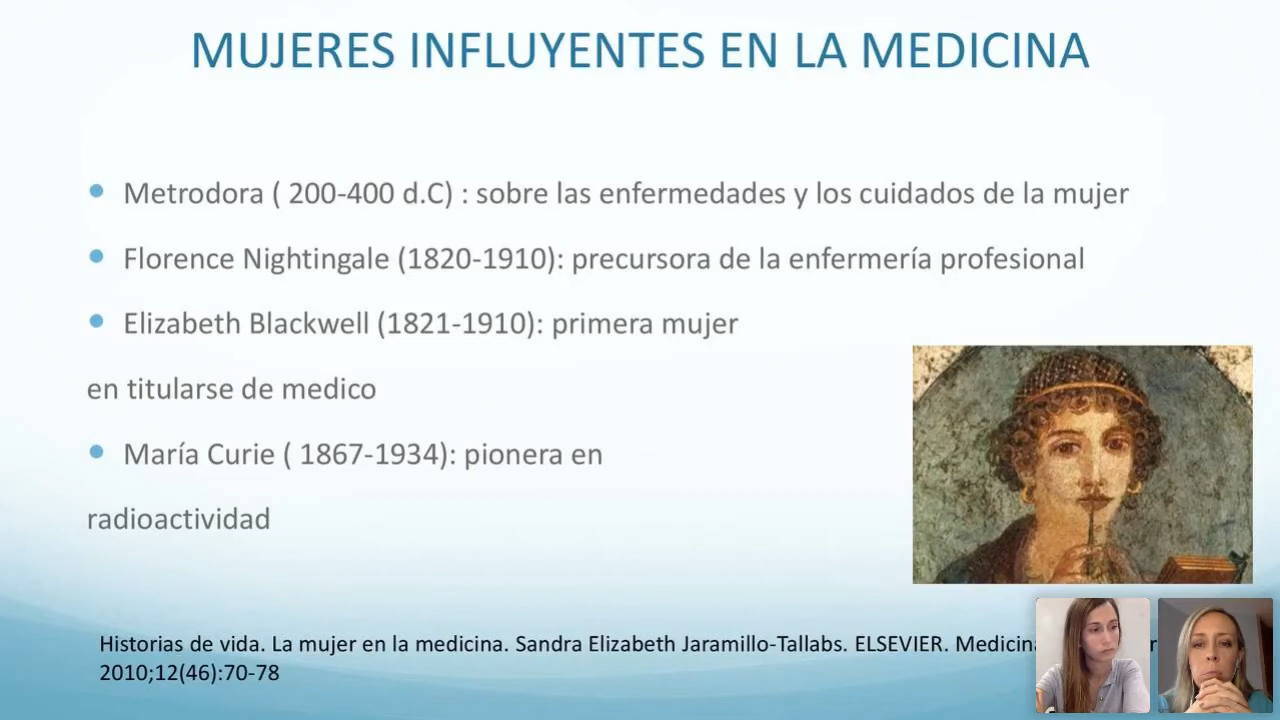 MUJERES INFLUYENTES EN LA MEDICINA
Metrodora ( 200-400 d.C) : sobre las enfermedades y los cuidados de la mujer
Florence Nightingale (1820-1910): precursora de la enfermería profesional
Elizabeth Blackwell (1821-1910): primera mujer
en titularse de medico
María Curie ( 1867-1934): pionera en
radioactividad
Historias de vida. La mujer en la medicina. Sandra Elizabeth Jaramillo-Tallabs. ELSEVIER.
2010;12(46):70-78